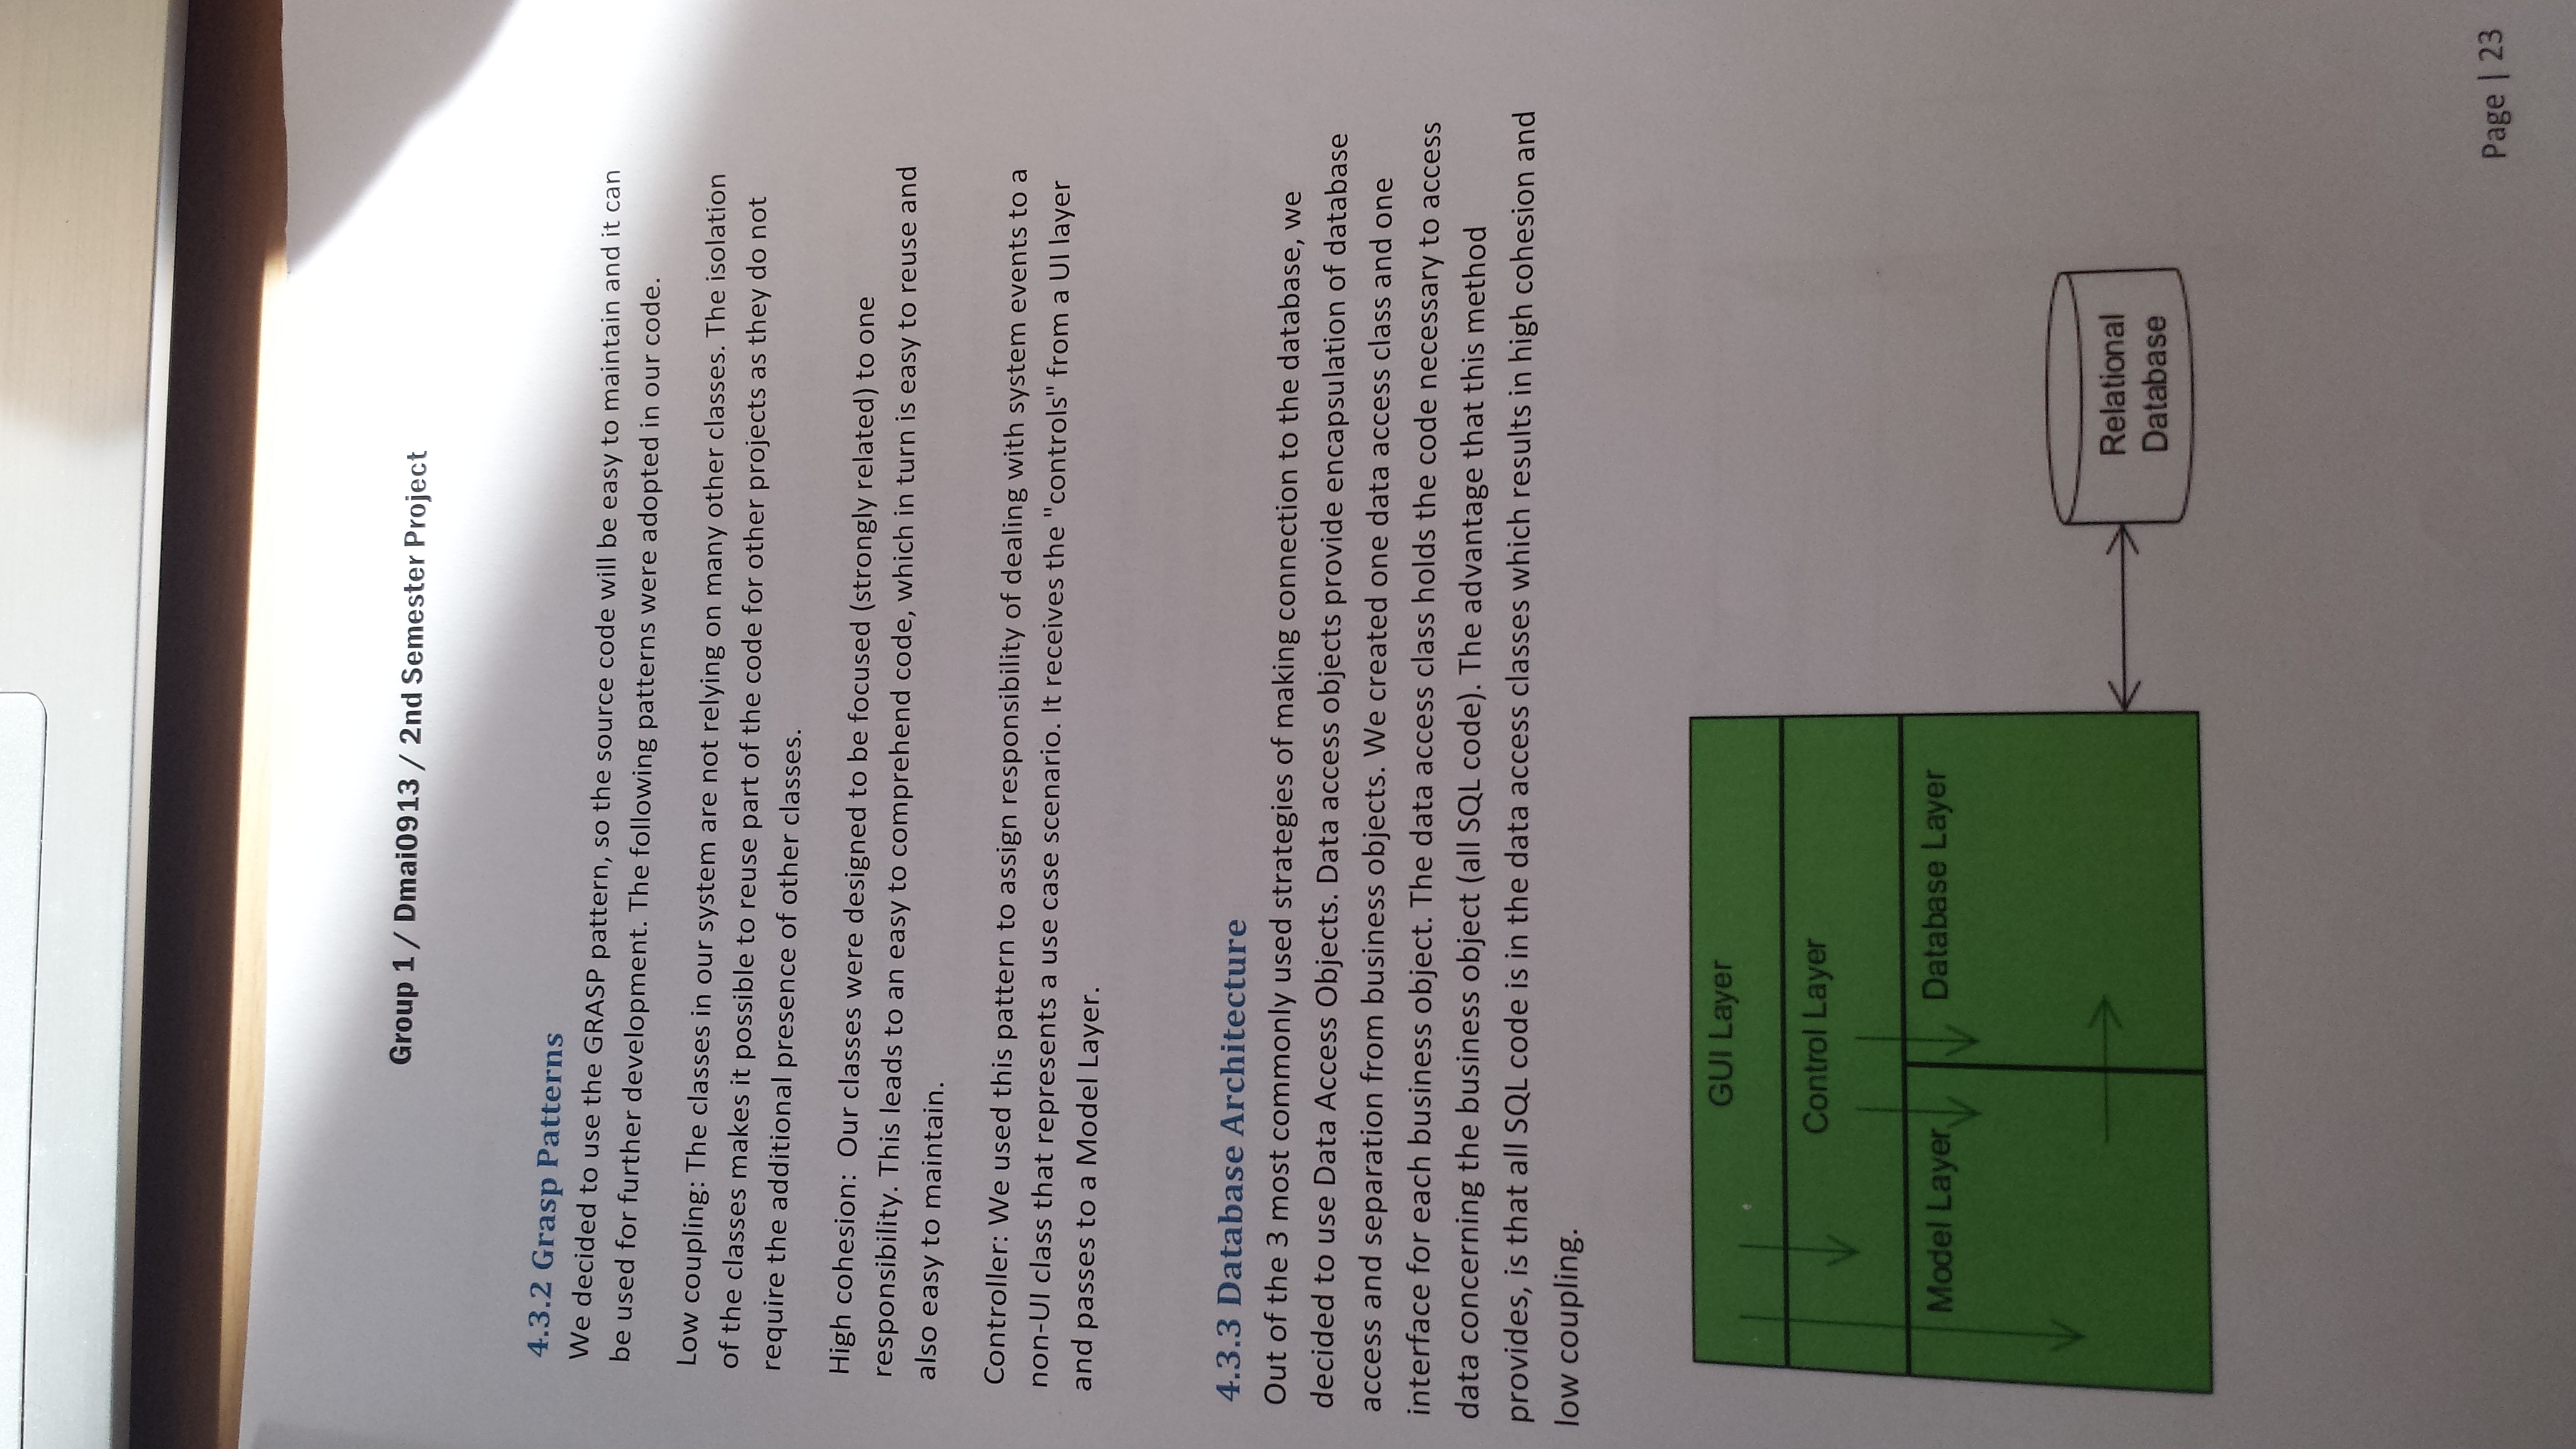 Group 1 / Dmai0913 / 2nd Semester Project
4.3.2 Grasp Patterns
We decided to use the GRASP pattern, so the source code will be easy to maintain and it can
be used for further development. The following patterns were adopted in our code.
Low coupling: The classes in our system are not relying on many other classes. The isolation
of the classes makes it possible to reuse part of the code for other projects as they do not
require the additional presence of other classes.
High cohesion:  Our classes were designed to be focused (strongly related) to one
responsibility. This leads to an easy to comprehend code, which in turn is easy to reuse and
also easy to maintain.
Controller: We used this pattern to assign responsibility of dealing with system events to a
non-UI class that represents a use case scenario. It receives the "controls" from a UI layer
and passes to a Model Layer.
4.3.3 Database Architecture
Out of the 3 most commonly used strategies of making connection to the database, we
decided to use Data Access Objects. Data access objects provide encapsulation of database
access and separation from business objects. We created one data access class and one
interface for each business object. The data access class holds the code necessary to access
data concerning the business object (all SQL code). The advantage that this method
provides, is that all SQL code is in the data access classes which results in high cohesion and
low coupling.
GUI Layer
Control Layer
Model Layer
Database Layer
Relational
Database
Page | 23